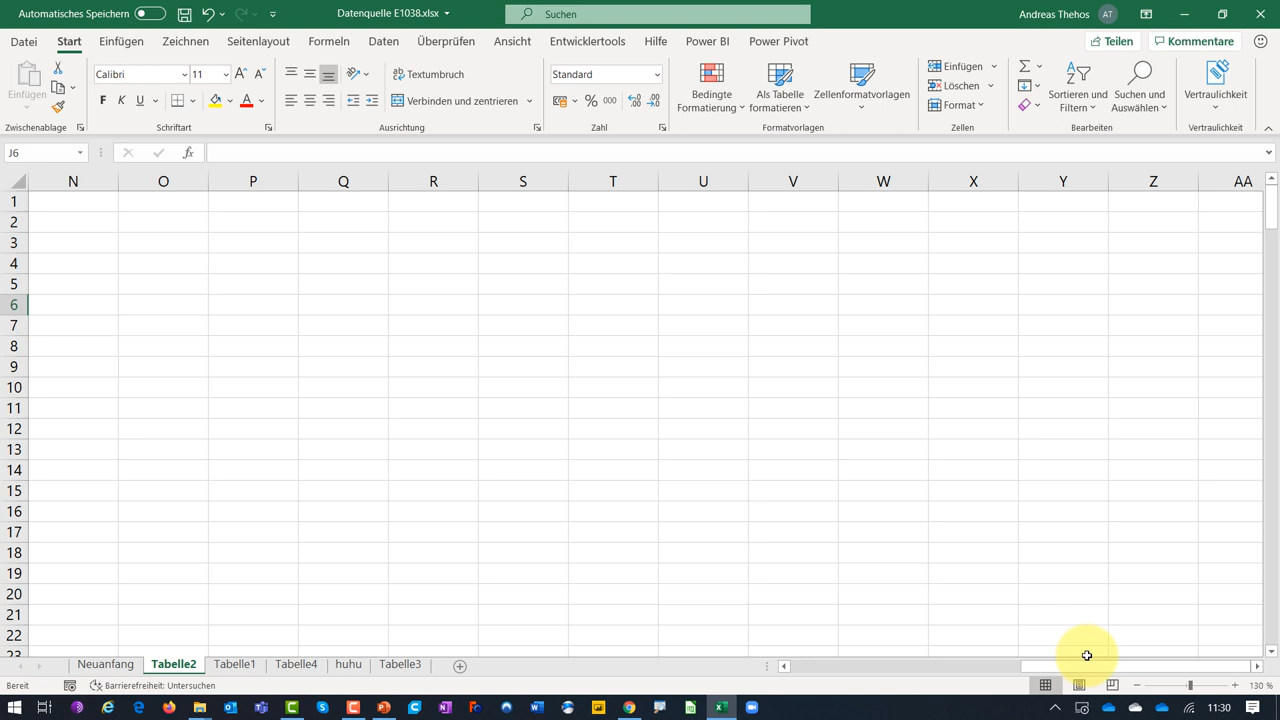 Automatisches Speichern
Datenquelle E1038.xlsx
Suchen
Andreas Thehos
AT
Datei
Start
Einfügen
Zeichnen
Seitenlayout
Formeln
Daten
Überprüfen
Ansicht
Entwicklertools
Hilfe
Power BI
Power Pivot
Teilen
Kommentare
Einfügen
Calibri
11
F
K
U
Textumbruch
Verbinden und zentrieren
Standard
%
000
Bedingte Formatierung
Als Tabelle formatieren
Zellenformatvorlagen
Einfügen
Löschen
Format
Sortieren und Filtern
Suchen und Auswählen
Vertraulichkeit
Zwischenablage
Schriftart
Ausrichtung
Zahl
Formatvorlagen
Zellen
Bearbeiten
Vertraulichkeit
J6
fx
N O P Q R S T U V W X Y Z AA
1
2
3
4
5
6
7
8
9
10
11
12
13
14
15
16
17
18
19
20
21
22
23
Neuanfang
Tabelle2
Tabelle1
Tabelle4
huhu
Tabelle3
Bereit
Barrierefreiheit: Untersuchen
130 %
11:30